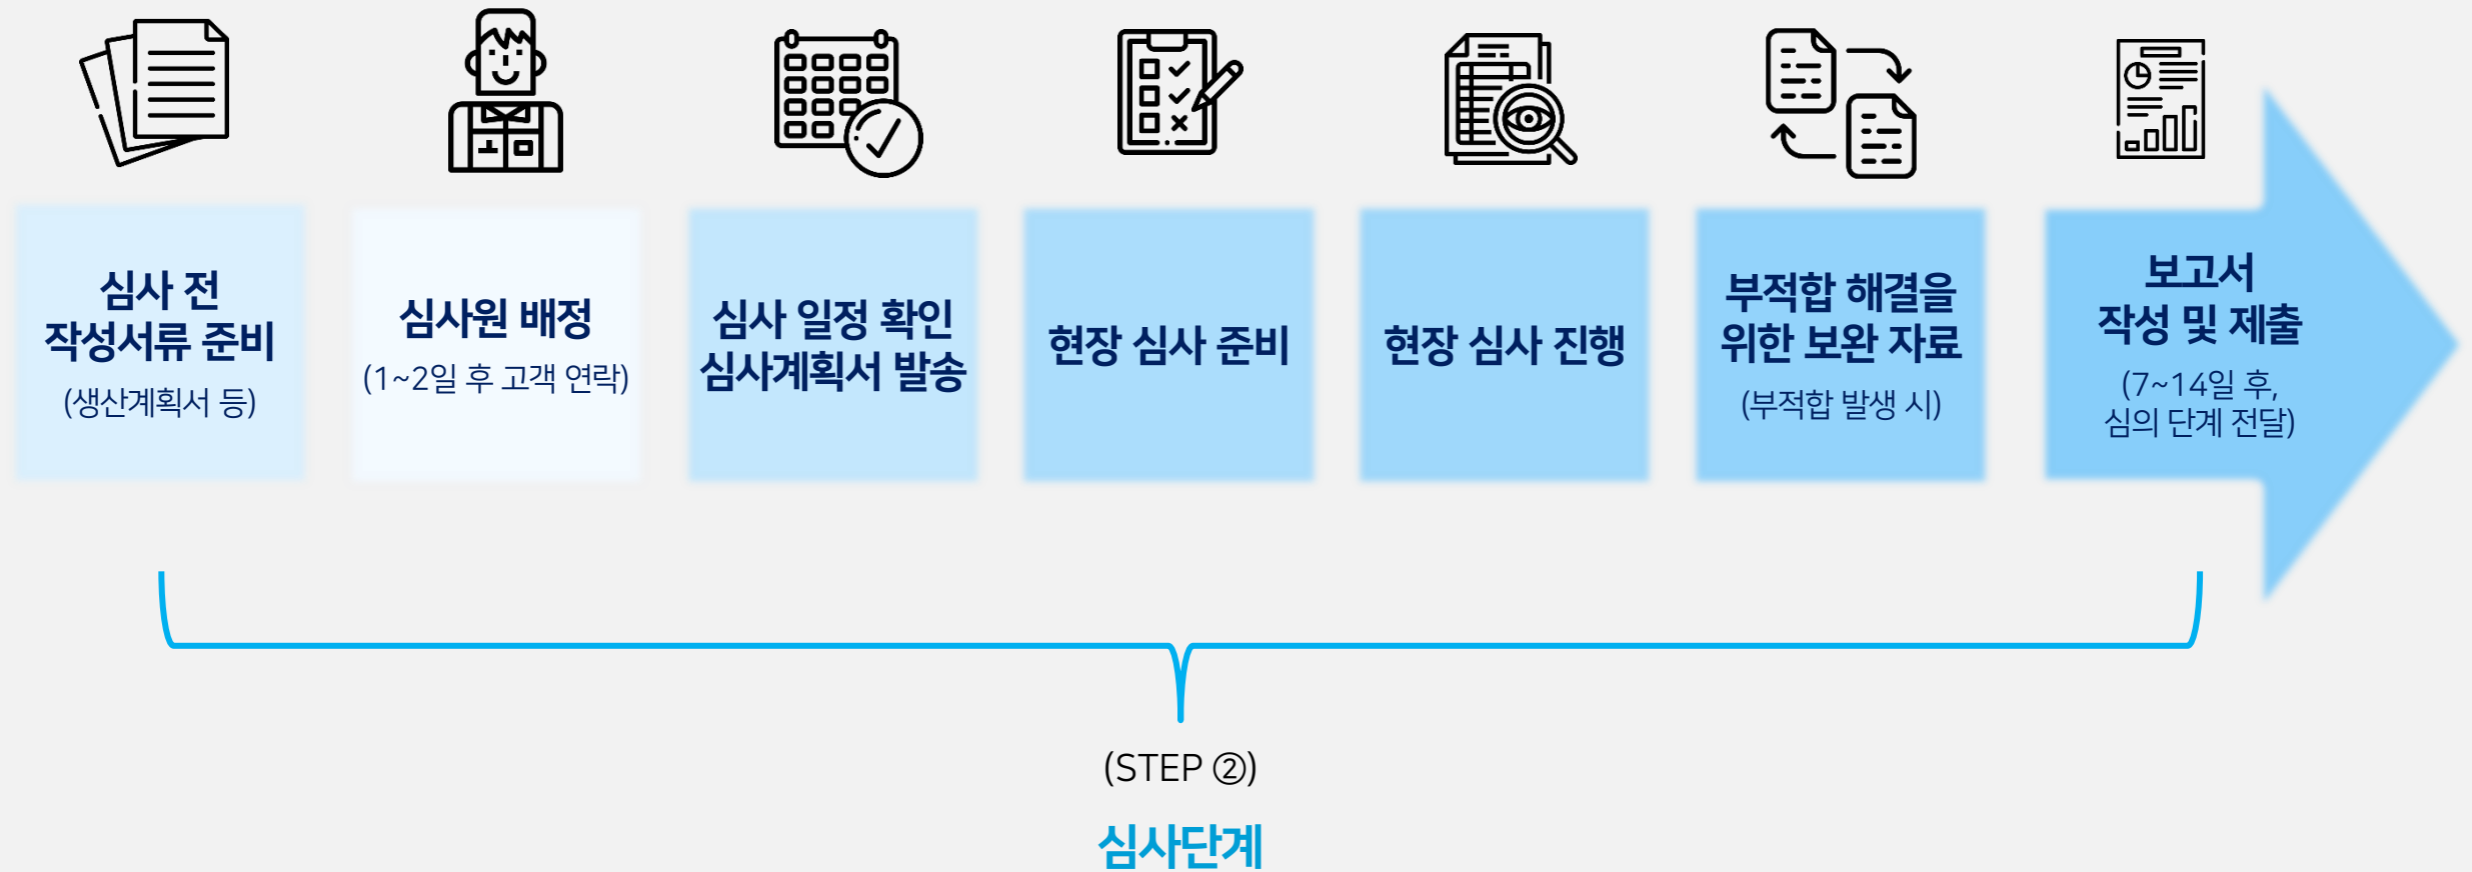 심사 전
작성서류 준비
(생산계획서 등)
심사원 배정
(1~2일 후 고객 연락)
심사 일정 확인
심사계획서 발송
현장 심사 준비
현장 심사 진행
부적합 해결을
위한 보완 자료
(부적합 발생 시)
보고서
작성 및 제출
(7~14일 후,
심의 단계 전달)
(STEP ②)
심사단계